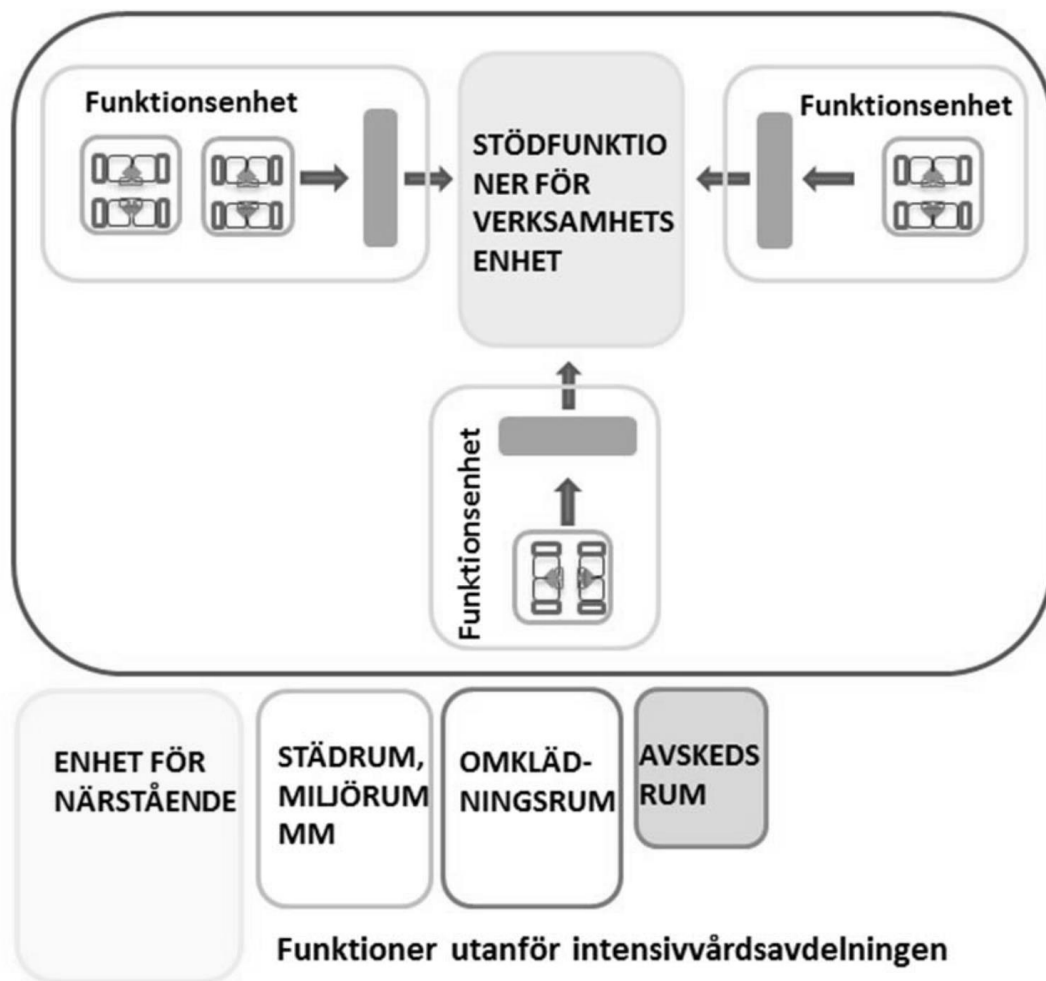 Funktionsenhet
STÖDFUNKTIO
NER FÖR
VERKSAMHETS
ENHET
Funktionsenhet
Funktionsenhet
ENHET FÖR
NÄRSTÅENDE
STÄDRUM,
MILJÖRUM
MM
OMKLÄD-
NINGSRUM
AVSKEDS
RUM
Funktioner utanför intensivvårdsavdelningen